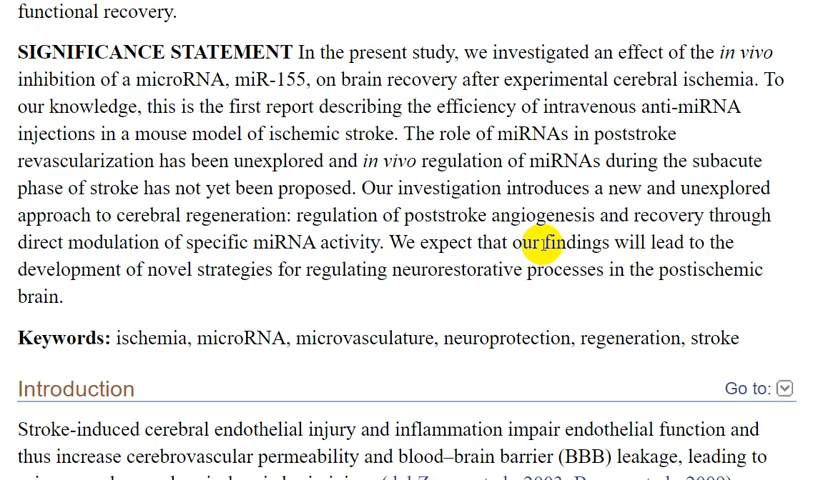 functional recovery.
SIGNIFICANCE STATEMENT In the present study, we investigated an effect of the in vivo
inhibition of a microRNA, miR-155, on brain recovery after experimental cerebral ischemia. To
our knowledge, this is the first report describing the efficiency of intravenous anti-miRNA
injections in a mouse model of ischemic stroke. The role of miRNAs in poststroke
revascularization has been unexplored and in vivo regulation of miRNAs during the subacute
phase of stroke has not yet been proposed. Our investigation introduces a new and unexplored
approach to cerebral regeneration: regulation of poststroke angiogenesis and recovery through
direct modulation of specific miRNA activity. We expect that our findings will lead to the
development of novel strategies for regulating neurorestorative processes in the postischemic
brain.
Keywords: ischemia, microRNA, microvasculature, neuroprotection, regeneration, stroke
Introduction Go to:
Stroke-induced cerebral endothelial injury and inflammation impair endothelial function and
thus increase cerebrovascular permeability and blood–brain barrier (BBB) leakage, leading to